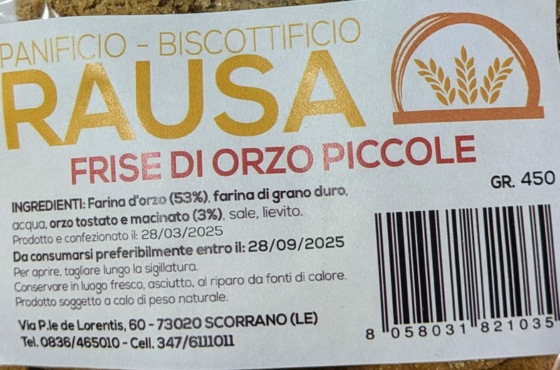 PANIFICIO - BISCOTTIFICIO
RAUSA
FRISE DI ORZO PICCOLE
GR. 450
INGREDIENTI: Farina d'orzo (53%), farina di grano duro,
acqua, orzo tostato e macinato (3%), sale, lievito.
Prodotto e confezionato il: 28/03/2025
Da consumarsi preferibilmente entro il: 28/09/2025
Per aprire, tagliare lungo la sigillatura.
Conservare in luogo fresco, asciutto, al riparo da fonti di calore.
Prodotto soggetto a calo di peso naturale.
Via P.le de Lorentis, 60 - 73020 SCORRANO (LE)
Tel. 0836/465010 - Cell. 347/6111011
8 058031 821035